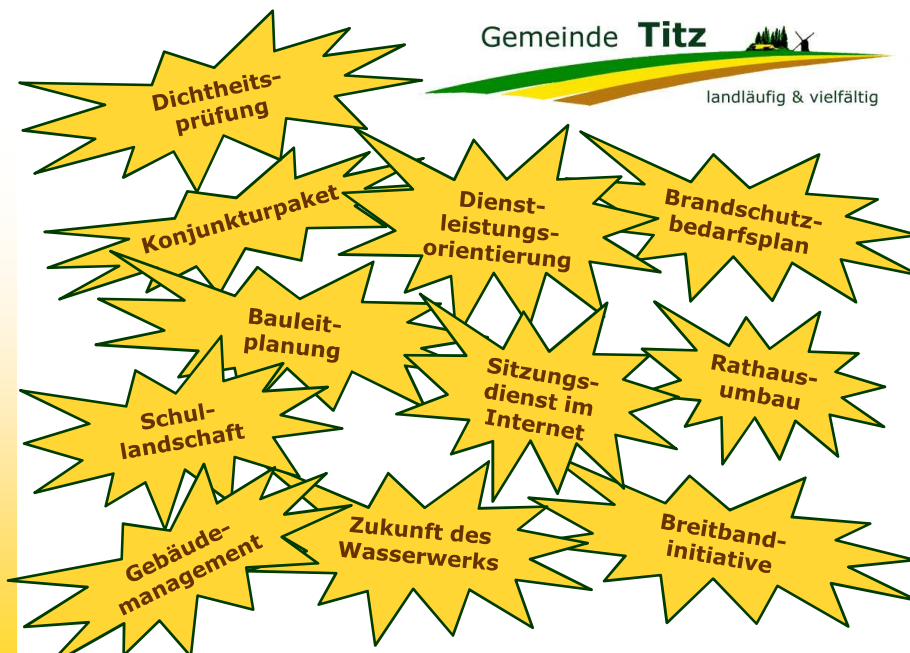 Gemeinde Titz
landläufig & vielfältig
Dichtheits-
prüfung
Konjunkturpaket
Dienst-
leistungs-
orientierung
Brandschutz-
bedarfsplan
Bauleit-
planung
Sitzungs-
dienst im
Internet
Rathaus-
umbau
Schul-
landschaft
Gebäude-
management
Zukunft des
Wasserwerks
Breitband-
initiative